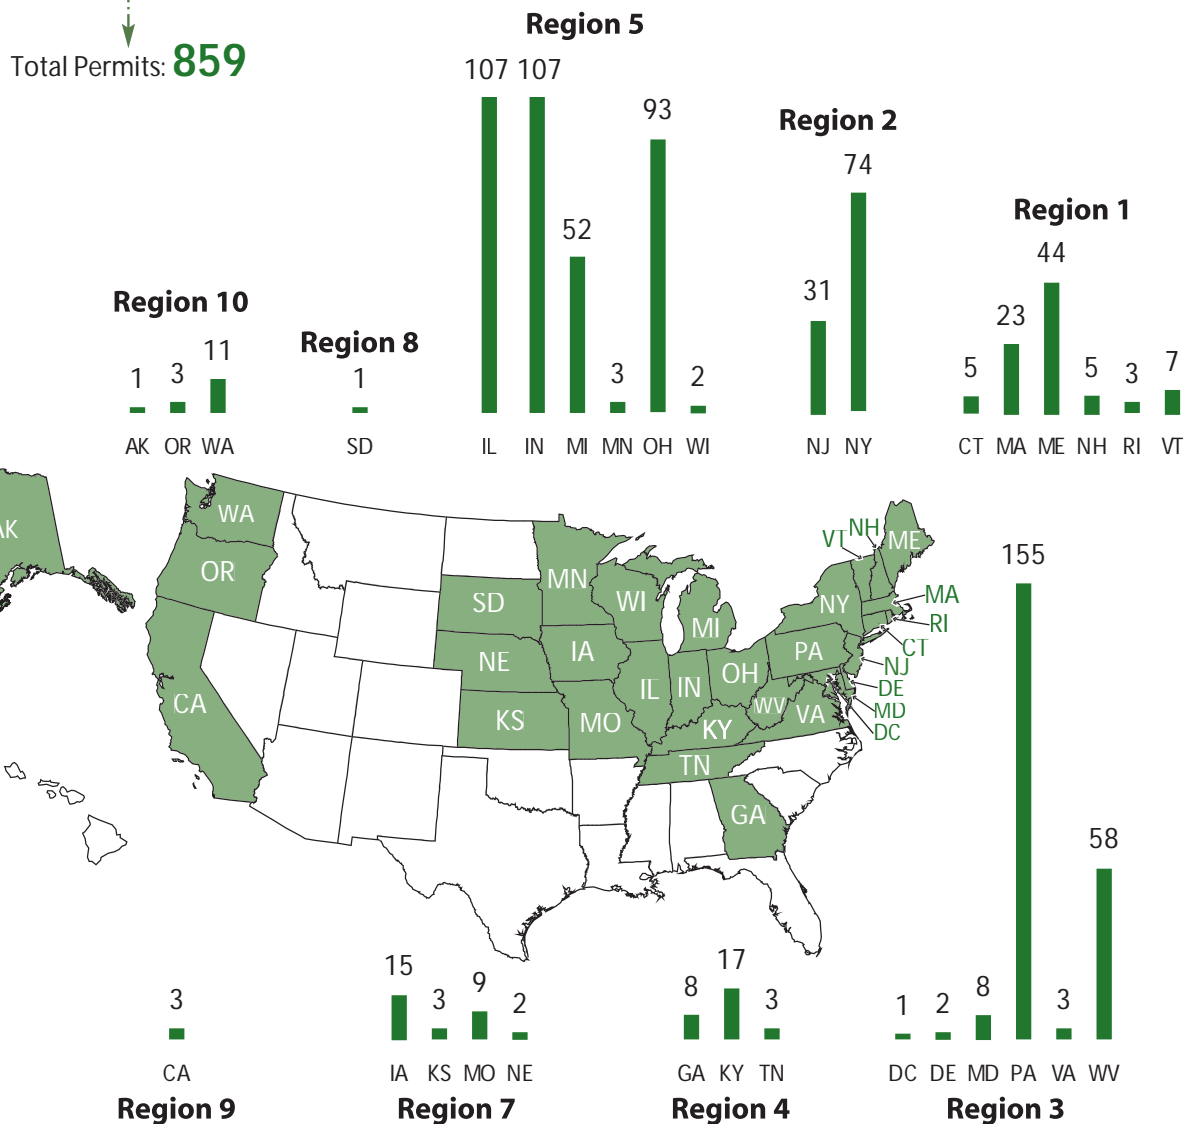 Total Permits: 859
Region 5
107 107 52 3 93 2
IL IN MI MN OH WI
Region 2
31 74
NJ NY
Region 1
5 23 44 5 3 7
CT MA ME NH RI VT
Region 10
1 3 11
AK OR WA
Region 8
1
SD
AK
WA
OR
CA
SD
NE
KS
MN
IA
MO
WI
IL
MI
IN
OH
KY
TN
GA
WV
VA
PA
NY
VT
NH
ME
MA
RI
CT
NJ
DE
MD
DC
3
CA
Region 9
15 3 9 2
IA KS MO NE
Region 7
8 17 3
GA KY TN
Region 4
1 2 8 155 3 58
DC DE MD PA VA WV
Region 3